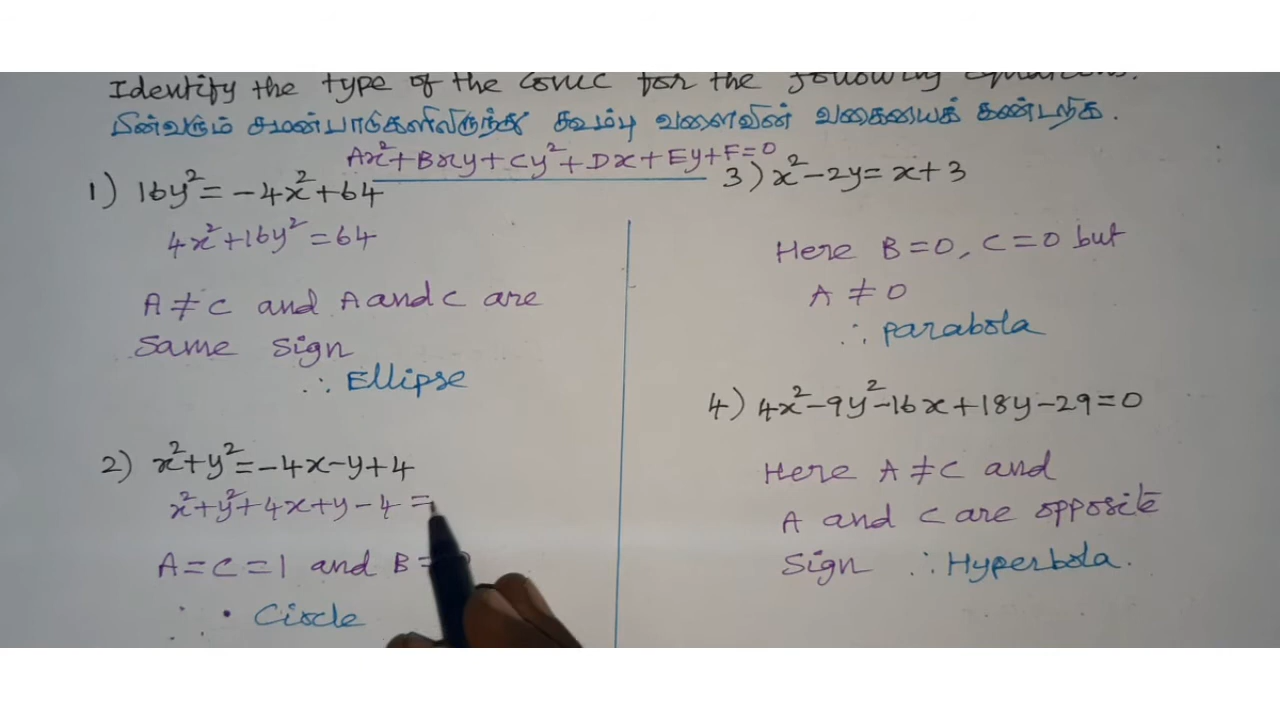 Identify the type of the conic for the following equations.
பின்வரும் சமன்பாடுகளிலிருந்து கூம்பு வளைவின் வகையைக் கண்டறிக.
Ax²+Bxy+Cy²+Dx+Ey+F=0
1) 16y²=-4x²+64
4x²+16y²=64
A≠C and A and C are
Same sign
∴ Ellipse
2) x²+y²=-4x-y+4
x²+y²+4x+y-4=
A=C=1 and B=
∴ Circle
3) x²-2y=x+3
Here B=0, C=0 but
A≠0
∴ parabola
4) 4x²-9y²-16x+18y-29=0
Here A≠C and
A and C are opposite
Sign ∴ Hyperbola.